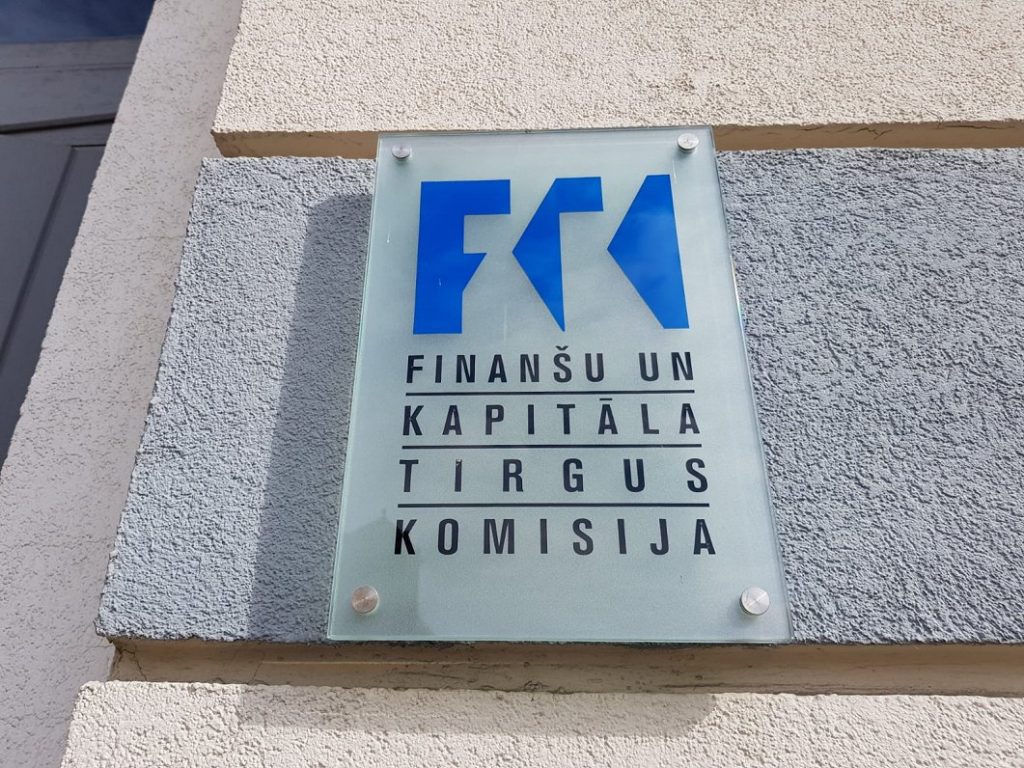 FKTK
FINANŠU UN
KAPITĀLA
TIRGUS
KOMISIJA